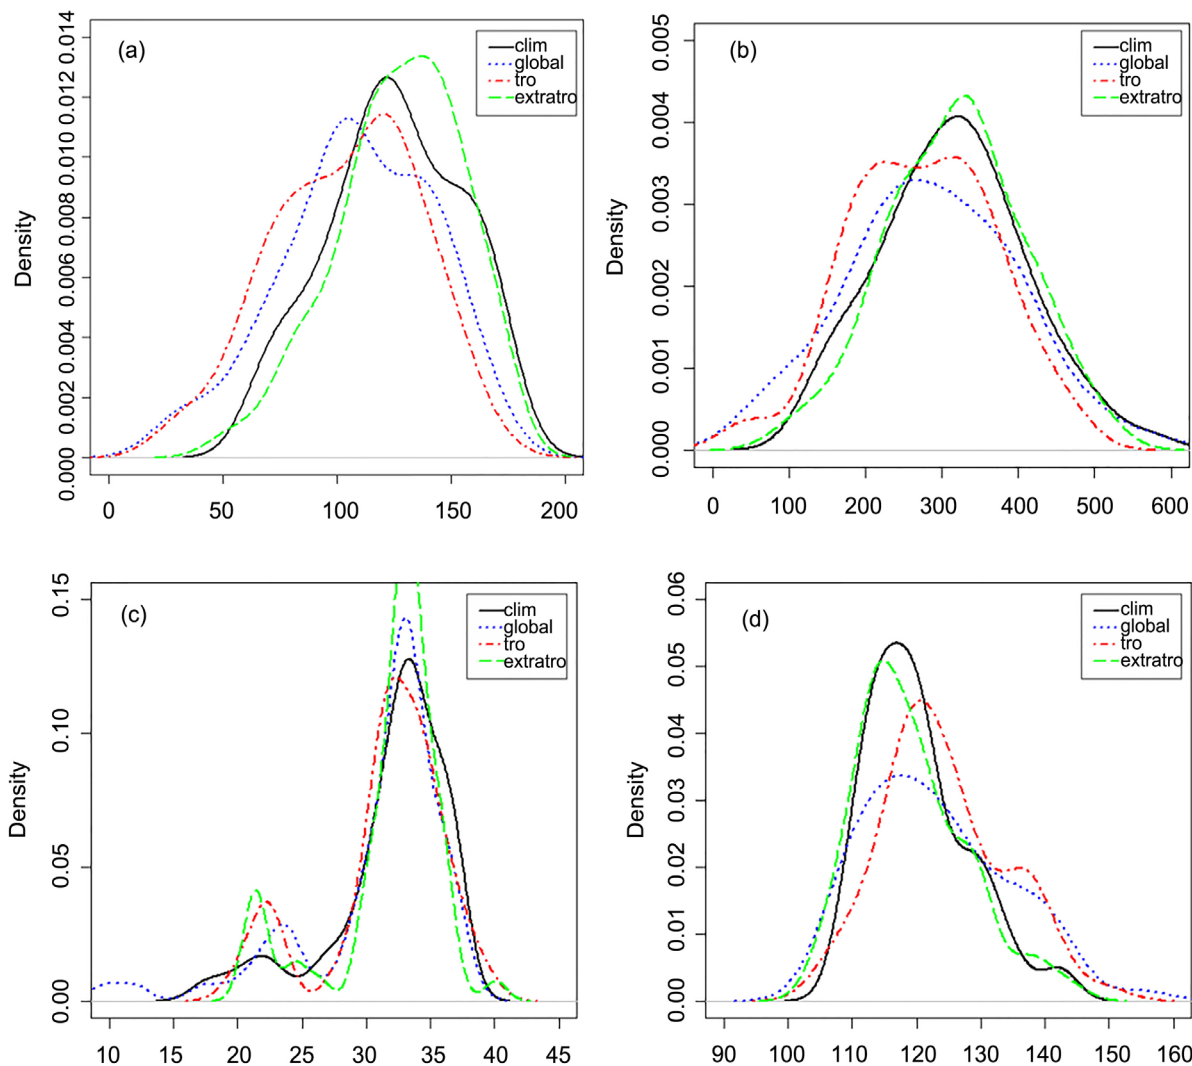 (a)
clim
global
tro
extratro
Density
0.000 0.002 0.004 0.006 0.008 0.010 0.012 0.014
0 50 100 150 200
(b)
clim
global
tro
extratro
Density
0.000 0.001 0.002 0.003 0.004 0.005
0 100 200 300 400 500 600
(c)
clim
global
tro
extratro
Density
0.00 0.05 0.10 0.15
10 15 20 25 30 35 40 45
(d)
clim
global
tro
extratro
Density
0.00 0.01 0.02 0.03 0.04 0.05 0.06
90 100 110 120 130 140 150 160